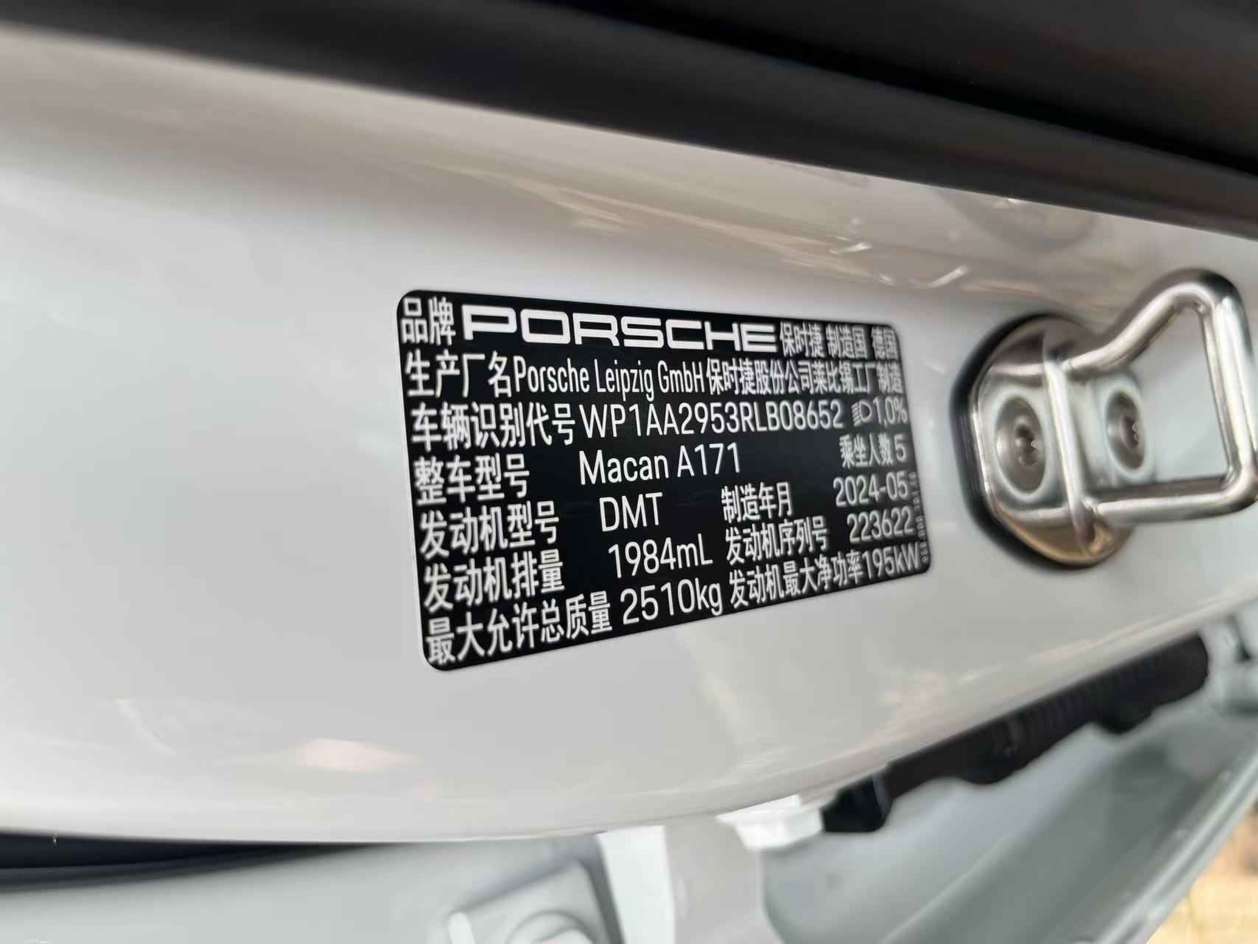 品牌 PORSCHE 保时捷 制造国 德国
生产厂名 Porsche Leipzig GmbH 保时捷股份公司莱比锡工厂制造
车辆识别代号 WP1AA2953RLB08652 1,0%
整车型号 Macan A171 乘坐人数 5
发动机型号 DMT 制造年月 2024-05
发动机排量 1984mL 发动机序列号 223622
最大允许总质量 2510kg 发动机最大净功率 195kW